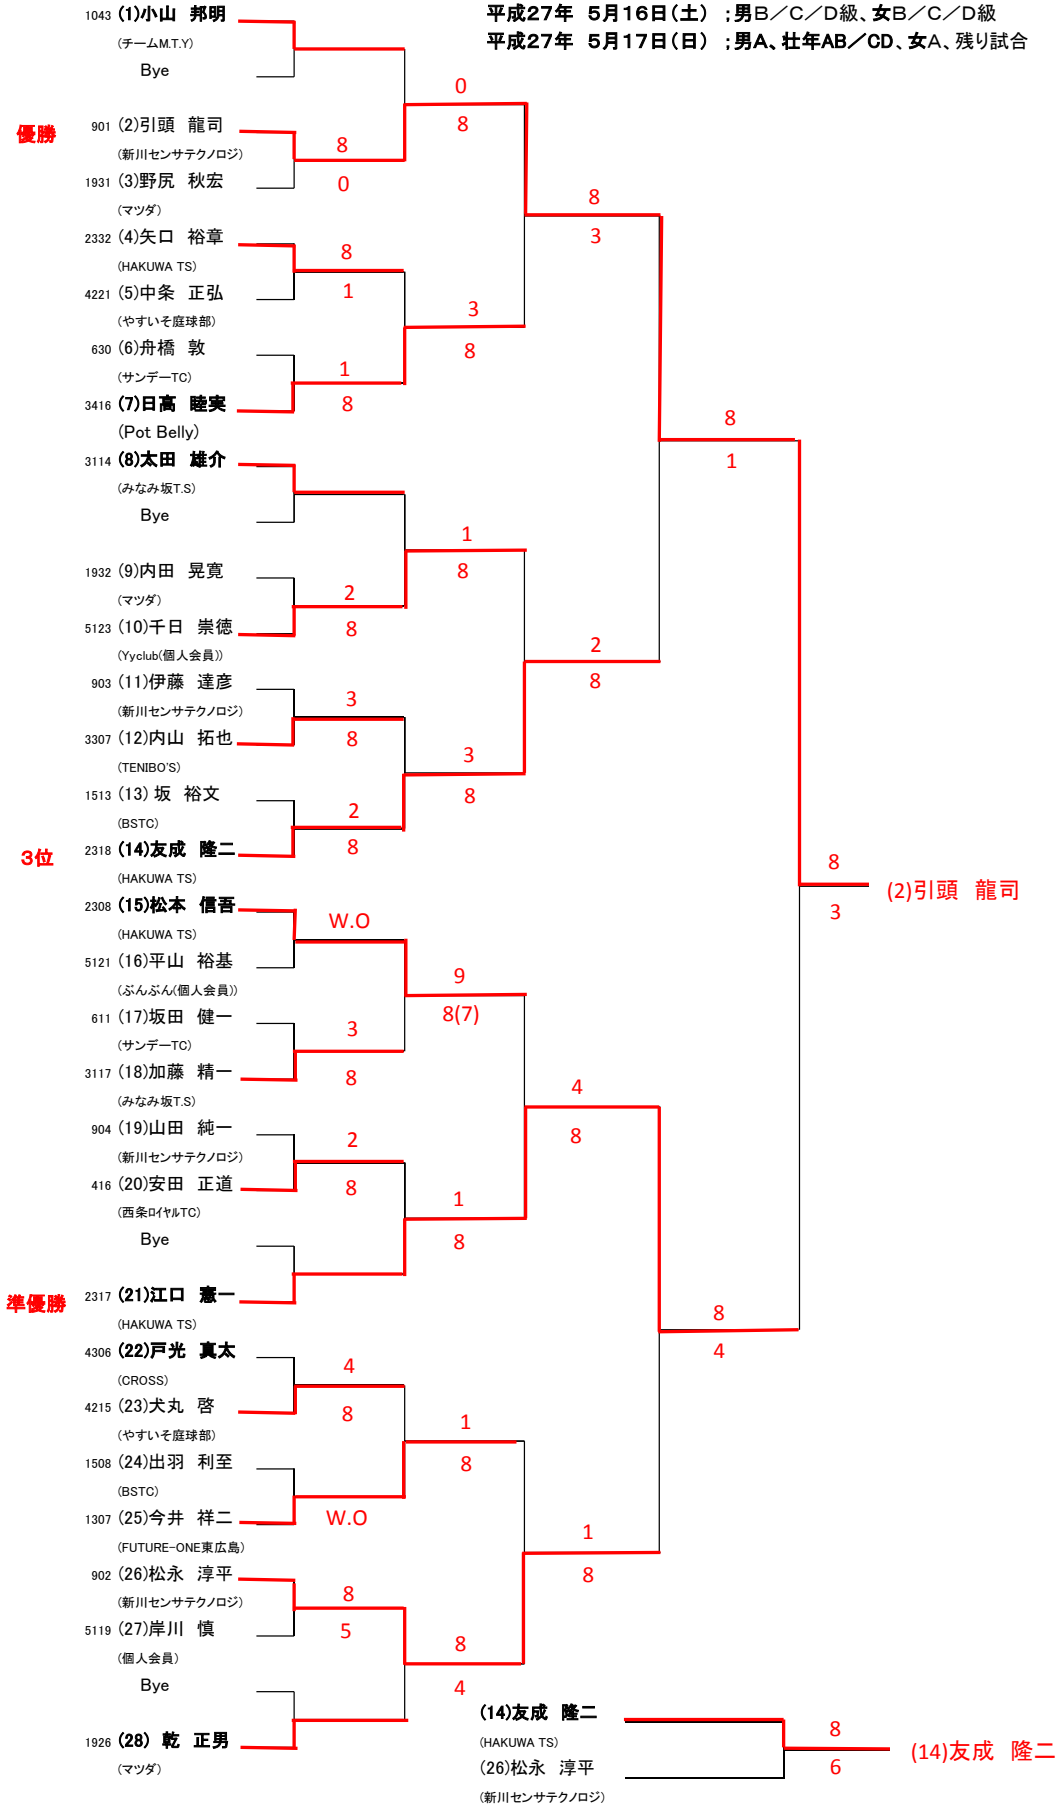 平成27年 5月16日(土) ;男B/C/D級、女B/C/D級
平成27年 5月17日(日) ;男A、壮年AB/CD、女A、残り試合
1043 (1)小山 邦明
(チームM.T.Y)
Bye
0
8
優勝
901 (2)引頭 龍司
(新川センサテクノロジ)
8
0
1931 (3)野尻 秋宏
(マツダ)
8
3
2332 (4)矢口 裕章
(HAKUWA TS)
8
1
4221 (5)中条 正弘
(やすいそ庭球部)
3
8
630 (6)舟橋 敦
(サンデーTC)
1
8
3416 (7)日高 睦実
(Pot Belly)
8
1
3114 (8)太田 雄介
(みなみ坂T.S)
Bye
1
8
1932 (9)内田 晃寛
(マツダ)
2
8
5123 (10)千日 崇徳
(Yyclub(個人会員))
2
8
903 (11)伊藤 達彦
(新川センサテクノロジ)
3
8
3307 (12)内山 拓也
(TENIBO'S)
3
8
1513 (13) 坂 裕文
(BSTC)
2
8
3位
2318 (14)友成 隆二
(HAKUWA TS)
8
3
(2)引頭 龍司
2308 (15)松本 信吾
(HAKUWA TS)
W.O
5121 (16)平山 裕基
(ぶんぶん(個人会員))
9
8(7)
611 (17)坂田 健一
(サンデーTC)
3
8
3117 (18)加藤 精一
(みなみ坂T.S)
4
8
904 (19)山田 純一
(新川センサテクノロジ)
2
8
416 (20)安田 正道
(西条ロイヤルTC)
1
8
Bye
準優勝
2317 (21)江口 憲一
(HAKUWA TS)
8
4
4306 (22)戸光 真太
(CROSS)
4
8
4215 (23)犬丸 啓
(やすいそ庭球部)
1
8
1508 (24)出羽 利至
(BSTC)
W.O
1307 (25)今井 祥二
(FUTURE-ONE東広島)
1
8
902 (26)松永 淳平
(新川センサテクノロジ)
8
5
5119 (27)岸川 慎
(個人会員)
8
4
Bye
1926 (28) 乾 正男
(マツダ)
(14)友成 隆二
(HAKUWA TS)
8
6
(14)友成 隆二
(26)松永 淳平
(新川センサテクノロジ)